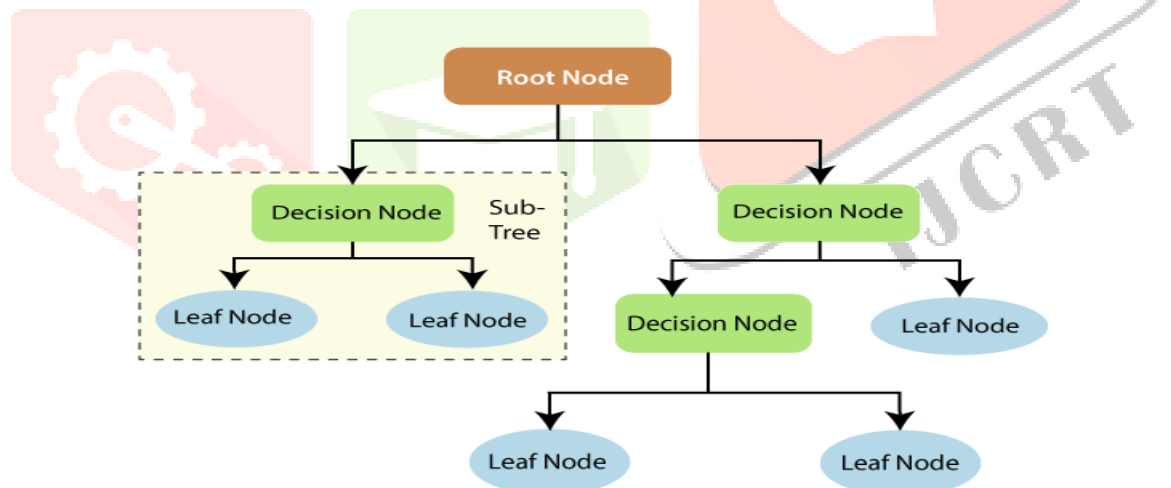 Root Node
Decision Node
Sub-
Tree
Decision Node
Leaf Node
Leaf Node
Decision Node
Leaf Node
Leaf Node
Leaf Node
IJCRT